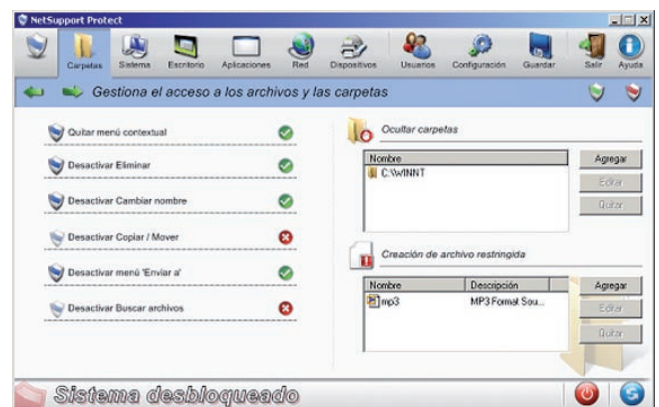 NetSupport Protect
Carpetas Sistema Escritorio Aplicaciones Red Dispositivos Usuarios Configuración Guardar Salir Ayuda
Gestiona el acceso a los archivos y las carpetas
Quitar menú contextual
Desactivar Eliminar
Desactivar Cambiar nombre
Desactivar Copiar / Mover
Desactivar menú 'Enviar a'
Desactivar Buscar archivos
Ocultar carpetas
Nombre
C:\WINNT
Agregar
Editar
Quitar
Creación de archivo restringida
Nombre Descripción
mp3 MP3 Format Sou...
Agregar
Editar
Quitar
Sistema desbloqueado